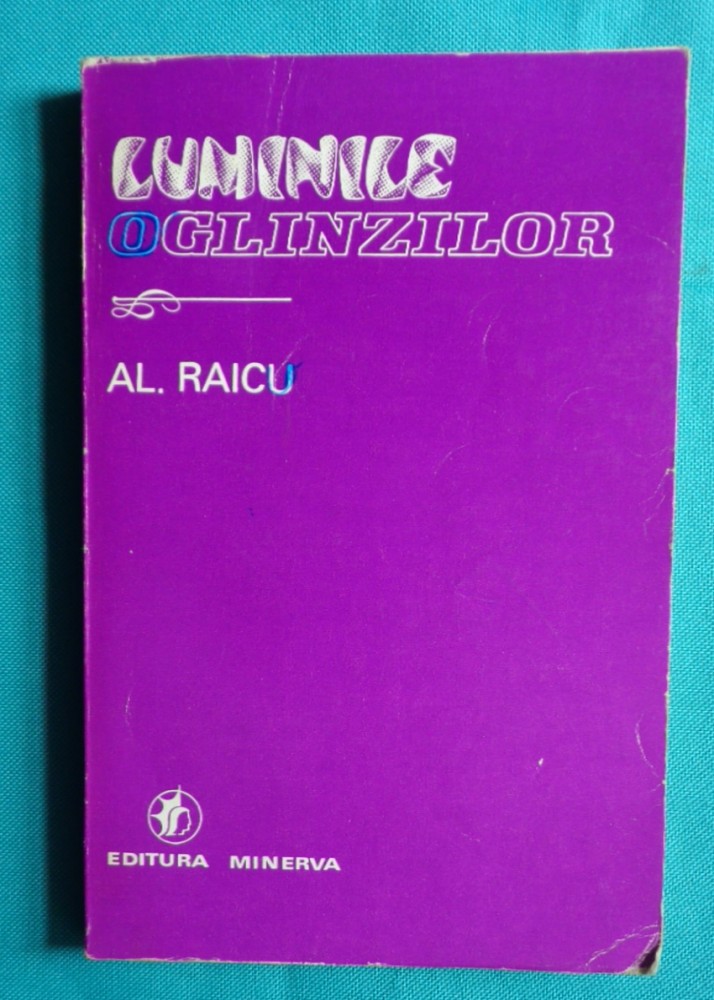 LUMINILE
OGLINZILOR
AL. RAICU
EDITURA MINERVA